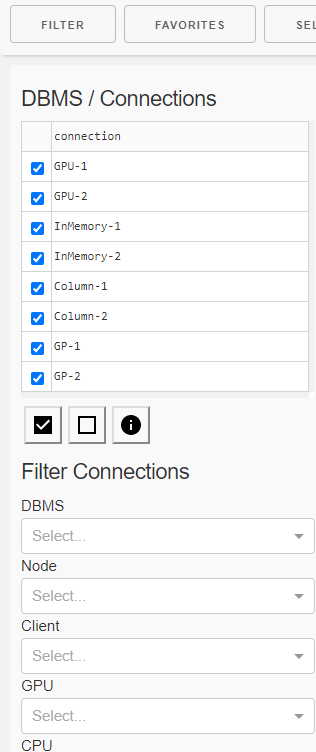 FILTER
FAVORITES
DBMS / Connections
connection
GPU-1
GPU-2
InMemory-1
InMemory-2
Column-1
Column-2
GP-1
GP-2
Filter Connections
DBMS
Select...
Node
Select...
Client
Select...
GPU
Select...
CPU